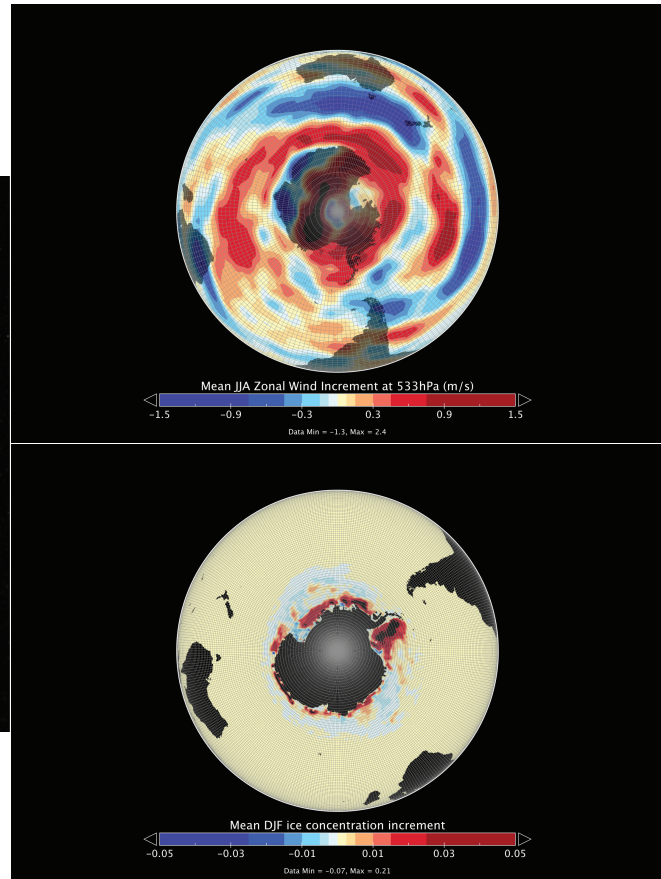 Mean JJA Zonal Wind Increment at 533hPa (m/s)
−1.5 −0.9 −0.3 0.3 0.9 1.5
Data Min = −1.3, Max = 2.4
Mean DJF ice concentration increment
−0.05 −0.03 −0.01 0.01 0.03 0.05
Data Min = −0.07, Max = 0.21